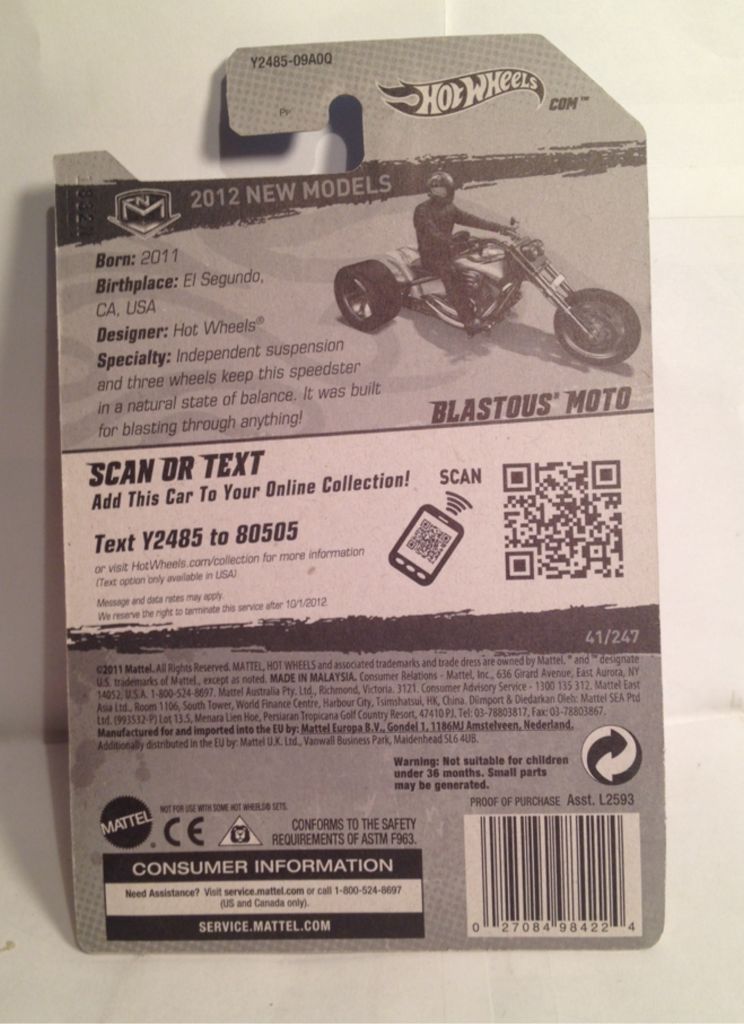 Y2485-09A0Q
HOT WHEELS
COM™
2012 NEW MODELS
Born: 2011
Birthplace: El Segundo,
CA, USA
Designer: Hot Wheels®
Specialty: Independent suspension
and three wheels keep this speedster
in a natural state of balance. It was built
for blasting through anything!
BLASTOUS® MOTO
SCAN OR TEXT
Add This Car To Your Online Collection!
SCAN
Text Y2485 to 80505
or visit HotWheels.com/collection for more information
(Text option only available in USA)
Message and data rates may apply.
We reserve the right to terminate this service after 10/1/2012.
41/247
©2011 Mattel. All Rights Reserved. MATTEL, HOT WHEELS and associated trademarks and trade dress are owned by Mattel. ® and ™ designate
U.S. trademarks of Mattel, except as noted. MADE IN MALAYSIA. Consumer Relations - Mattel, Inc., 636 Girard Avenue, East Aurora, NY
14052, U.S.A. 1-800-524-8697. Mattel Australia Pty. Ltd., Richmond, Victoria. 3121. Consumer Advisory Service - 1300 135 312. Mattel East
Asia Ltd., Room 1106, South Tower, World Finance Centre, Harbour City, Tsimshatsui, HK, China. Diimport & Diedarkan Oleh: Mattel SEA Ptd
Ltd. (993532-P) Lot 13.5, Menara Lien Hoe, Persiaran Tropicana Golf Country Resort, 47410 PJ. Tel: 03-78803817, Fax: 03-78803867.
Manufactured for and imported into the EU by: Mattel Europa B.V., Gondel 1, 1186MJ Amstelveen, Nederland.
Additionally distributed in the EU by: Mattel U.K. Ltd., Vanwall Business Park, Maidenhead SL6 4UB.
Warning: Not suitable for children
under 36 months. Small parts
may be generated.
PROOF OF PURCHASE Asst. L2593
MATTEL
NOT FOR USE WITH SOME HOT WHEELS® SETS.
CE
CONFORMS TO THE SAFETY
REQUIREMENTS OF ASTM F963.
CONSUMER INFORMATION
Need Assistance? Visit service.mattel.com or call 1-800-524-8697
(US and Canada only).
SERVICE.MATTEL.COM
0 27084 98422 4